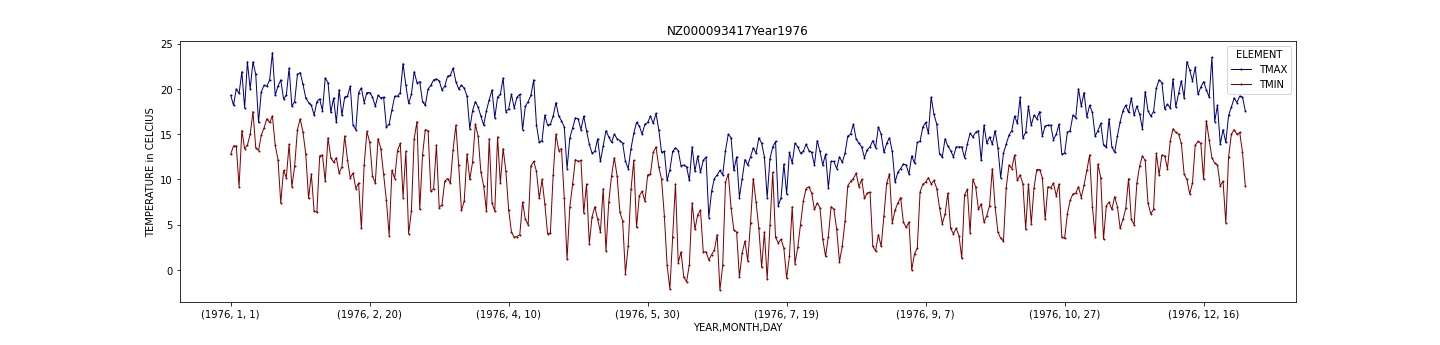 NZ000093417Year1976
25
20
15
10
5
0
TEMPERATURE in CELCIUS
ELEMENT
TMAX
TMIN
(1976, 1, 1) (1976, 2, 20) (1976, 4, 10) (1976, 5, 30) (1976, 7, 19) (1976, 9, 7) (1976, 10, 27) (1976, 12, 16)
YEAR,MONTH,DAY